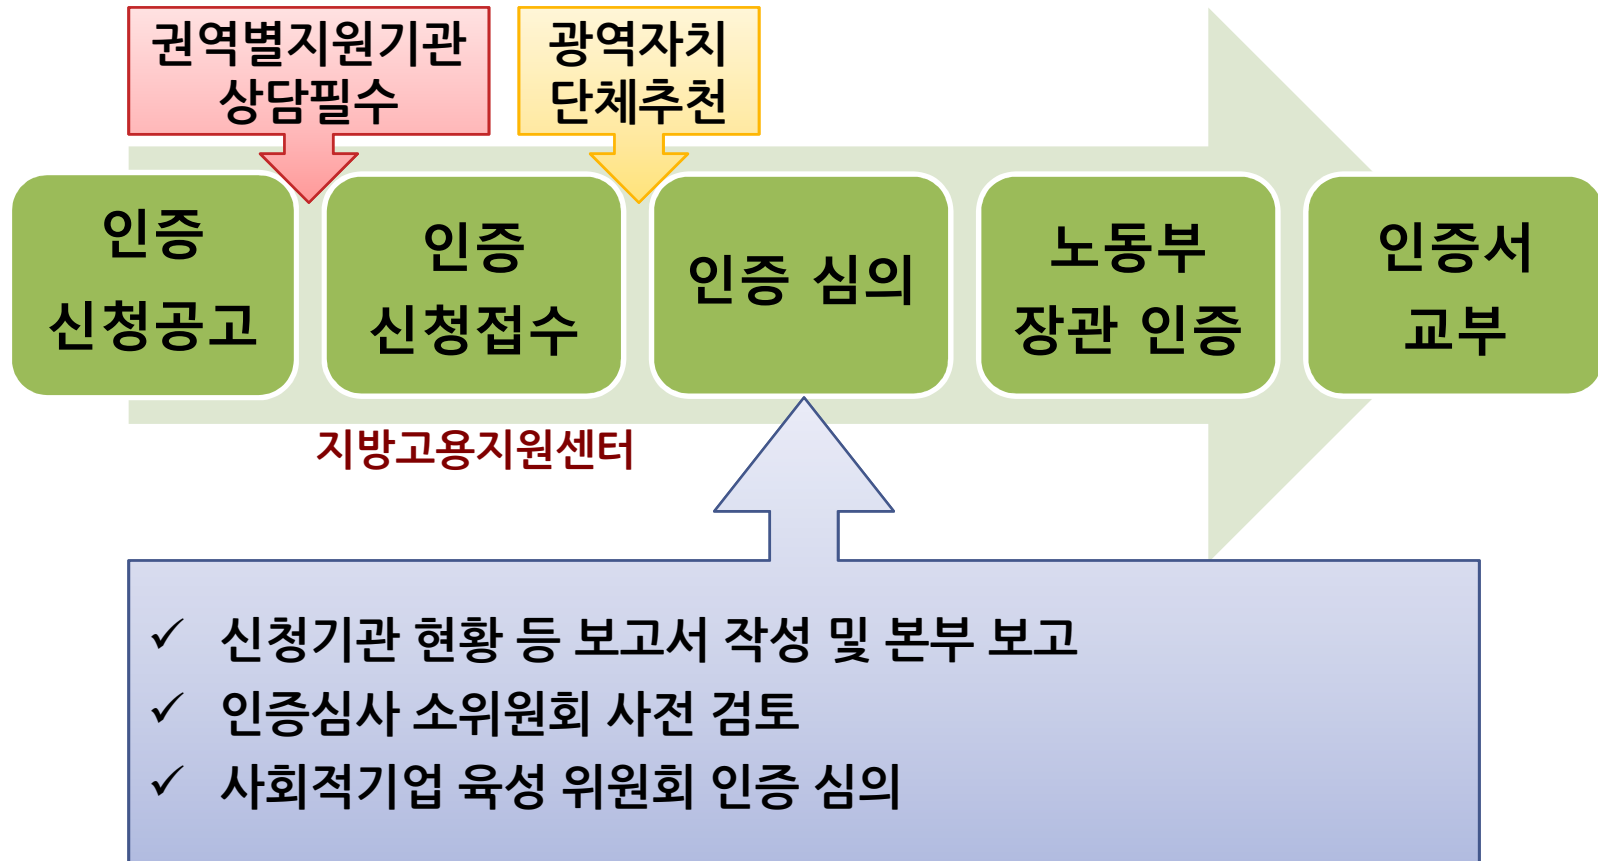 권역별지원기관
상담필수
광역자치
단체추천
인증
신청공고
인증
신청접수
인증 심의
노동부
장관 인증
인증서
교부
지방고용지원센터
✓ 신청기관 현황 등 보고서 작성 및 본부 보고
✓ 인증심사 소위원회 사전 검토
✓ 사회적기업 육성 위원회 인증 심의